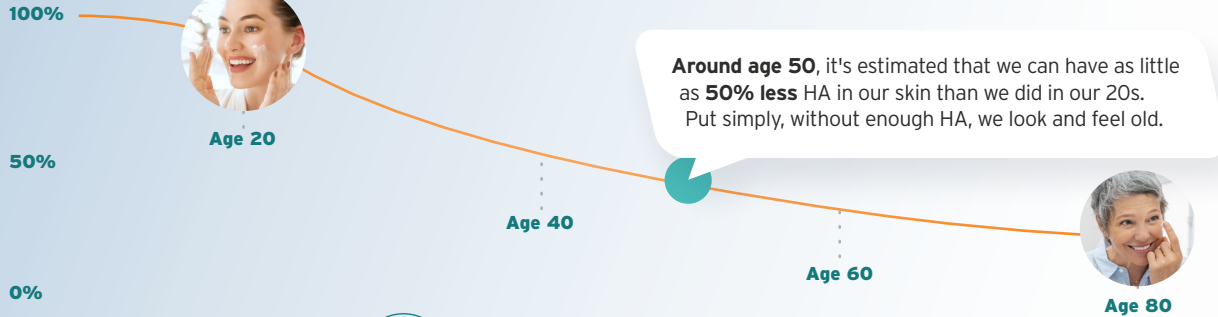 100%
Around age 50, it's estimated that we can have as little
as 50% less HA in our skin than we did in our 20s.
Put simply, without enough HA, we look and feel old.
Age 20
50%
Age 40
Age 60
0%
Age 80